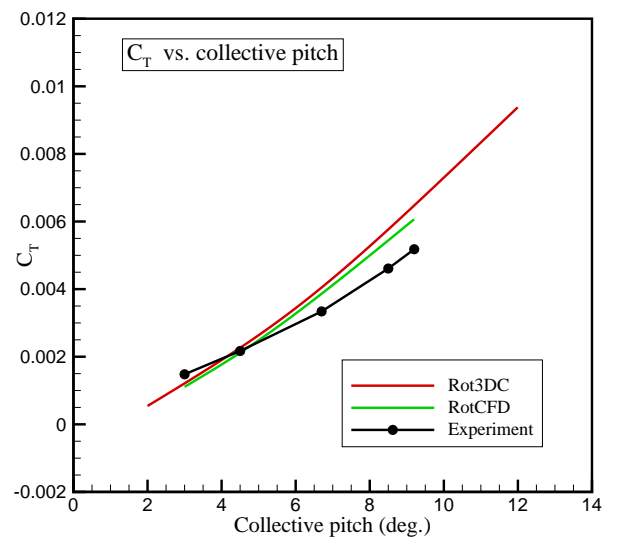 0.012
C_T vs. collective pitch
0.01
0.008
0.006
C_T
0.004
0.002
0
-0.002
Rot3DC
RotCFD
Experiment
0 2 4 6 8 10 12 14
Collective pitch (deg.)